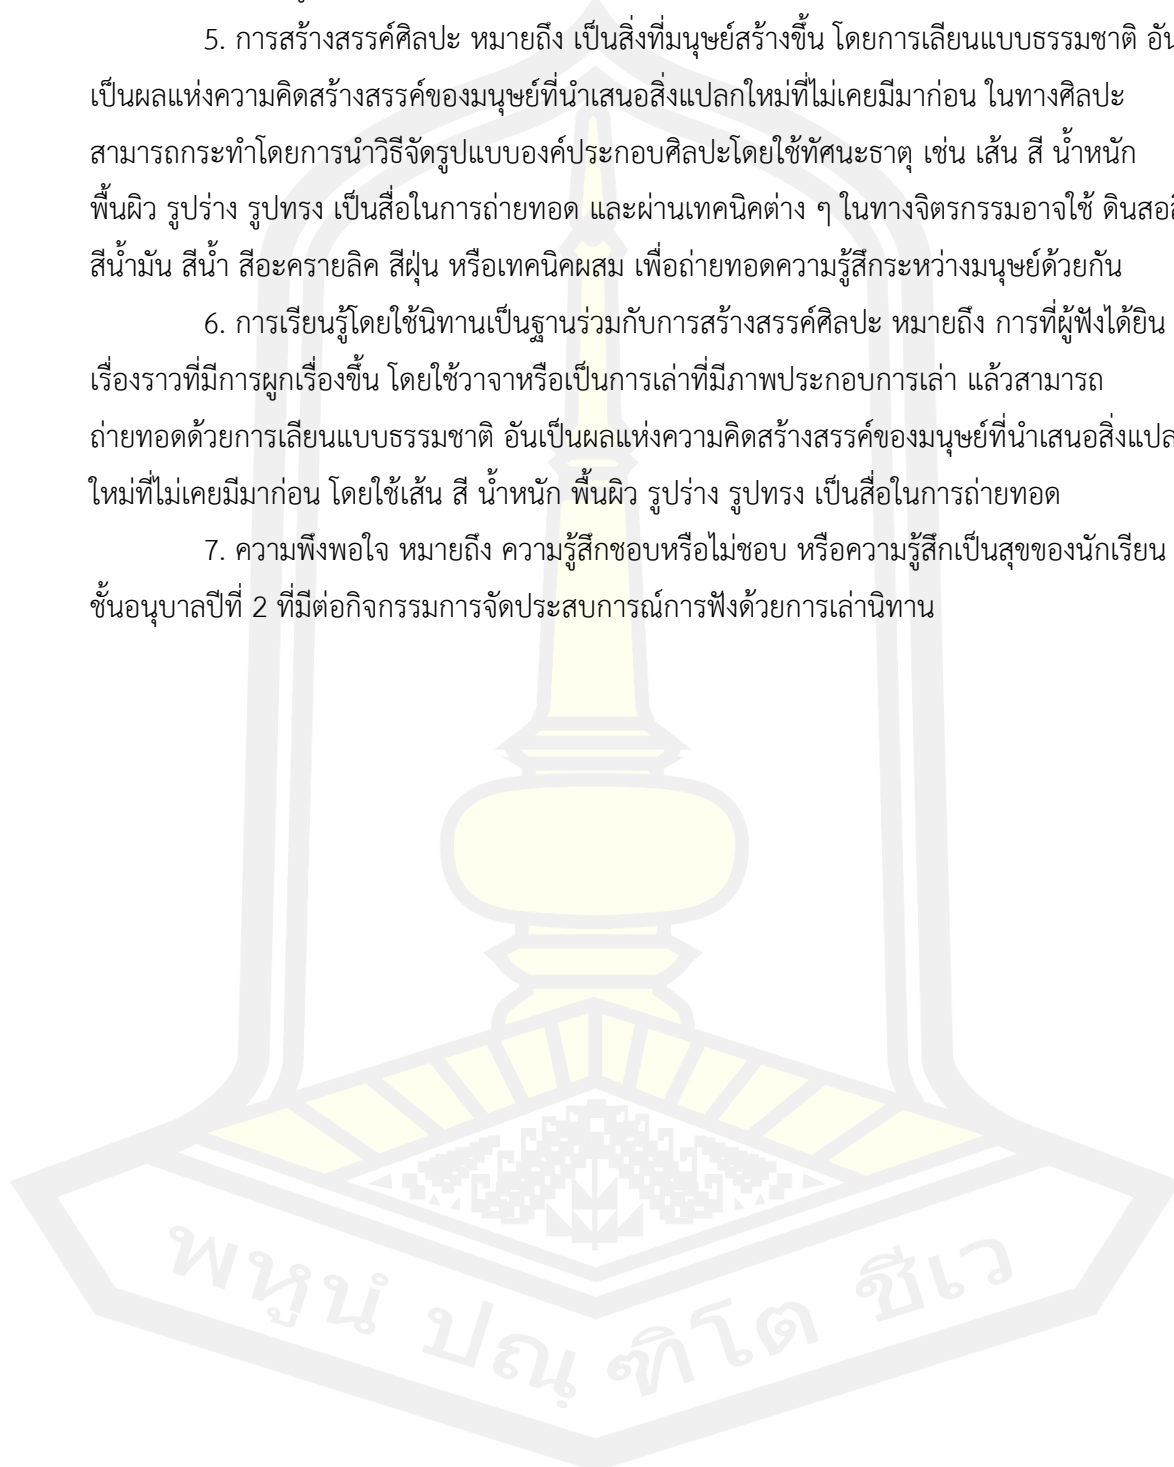 5. การสร้างสรรค์ศิลปะ หมายถึง เป็นสิ่งที่มนุษย์สร้างขึ้น โดยการเลียนแบบธรรมชาติ อัน
เป็นผลแห่งความคิดสร้างสรรค์ของมนุษย์ที่นำเสนอสิ่งแปลกใหม่ที่ไม่เคยมีมาก่อน ในทางศิลปะ
สามารถกระทำโดยการนำวิธีจัดรูปแบบองค์ประกอบศิลปะโดยใช้ทัศนะธาตุ เช่น เส้น สี น้ำหนัก
พื้นผิว รูปร่าง รูปทรง เป็นสื่อในการถ่ายทอด และผ่านเทคนิคต่าง ๆ ในทางจิตรกรรมอาจใช้
สีน้ำมัน สีน้ำ สีอะครายลิค สีฝุ่น หรือเทคนิคผสม เพื่อถ่ายทอดความรู้สึกระหว่างมนุษย์ด้วยกัน
6. การเรียนรู้โดยใช้นิทานเป็นฐานร่วมกับการสร้างสรรค์ศิลปะ หมายถึง การที่ผู้ฟังได้ยิน
เรื่องราวที่มีการผูกเรื่องขึ้น โดยใช้วาจาหรือเป็นการเล่าที่มีภาพประกอบการเล่า แล้วสามารถ
ถ่ายทอดด้วยการเลียนแบบธรรมชาติ อันเป็นผลแห่งความคิดสร้างสรรค์ของมนุษย์ที่นำเสนอสิ่งแปล
ใหม่ที่ไม่เคยมีมาก่อน โดยใช้เส้น สี น้ำหนัก พื้นผิว รูปร่าง รูปทรง เป็นสื่อในการถ่ายทอด
7. ความพึงพอใจ หมายถึง ความรู้สึกชอบหรือไม่ชอบ หรือความรู้สึกเป็นสุขของนักเรียน
ชั้นอนุบาลปีที่ 2 ที่มีต่อกิจกรรมการจัดประสบการณ์การฟังด้วยการเล่านิทาน
พหูนํ ปณฺฑิโต ชีเว